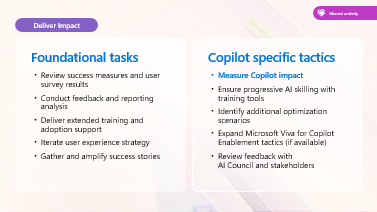 Shared activity
Deliver Impact
Foundational tasks
• Review success measures and user
survey results
• Conduct feedback and reporting
analysis
• Deliver extended training and
adoption support
• Iterate user experience strategy
• Gather and amplify success stories
Copilot specific tactics
• Measure Copilot impact
• Ensure progressive AI skilling with
training tools
• Identify additional optimization
scenarios
• Expand Microsoft Viva for Copilot
Enablement tactics (if available)
• Review feedback with
AI Council and stakeholders